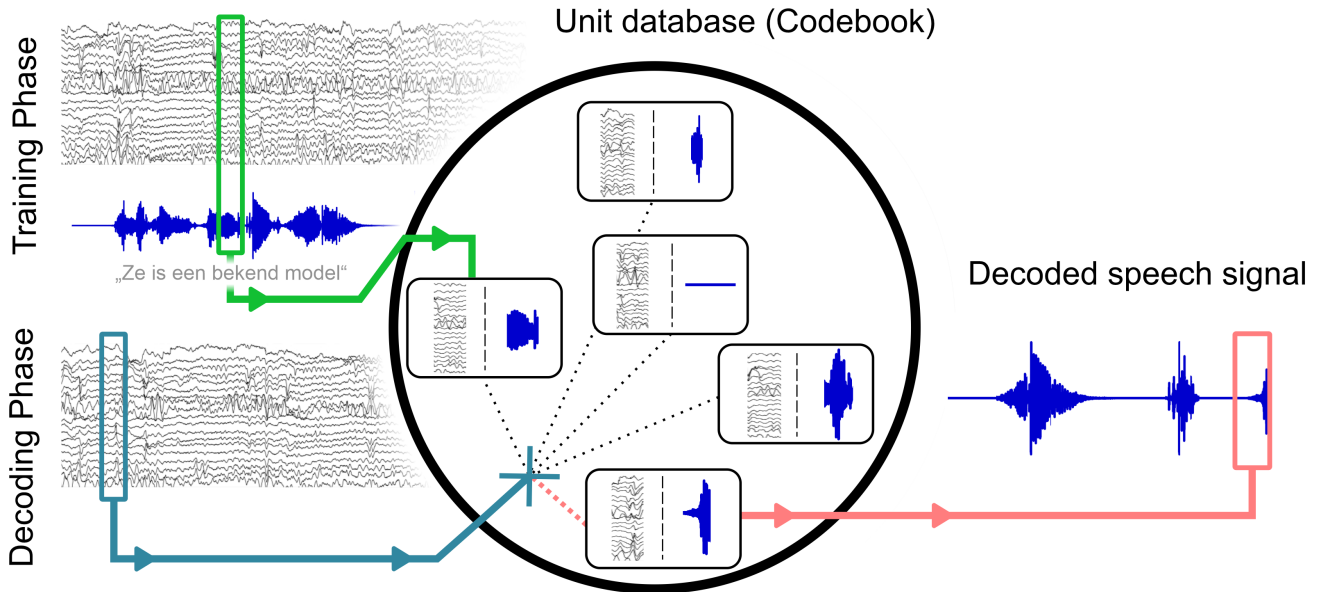 Unit database (Codebook)
Training Phase
„Ze is een bekend model“
Decoding Phase
Decoded speech signal